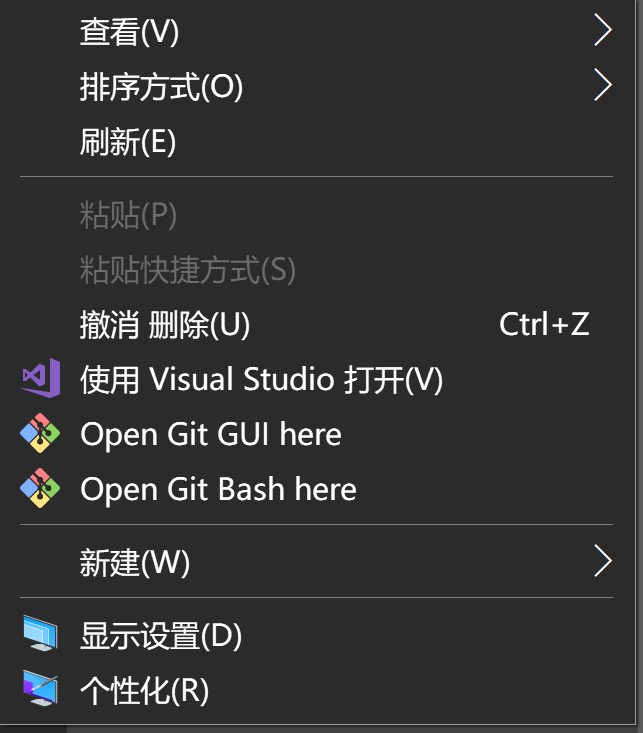 查看(V)
排序方式(O)
刷新(E)
粘贴(P)
粘贴快捷方式(S)
撤消 删除(U) Ctrl+Z
使用 Visual Studio 打开(V)
Open Git GUI here
Open Git Bash here
新建(W)
显示设置(D)
个性化(R)